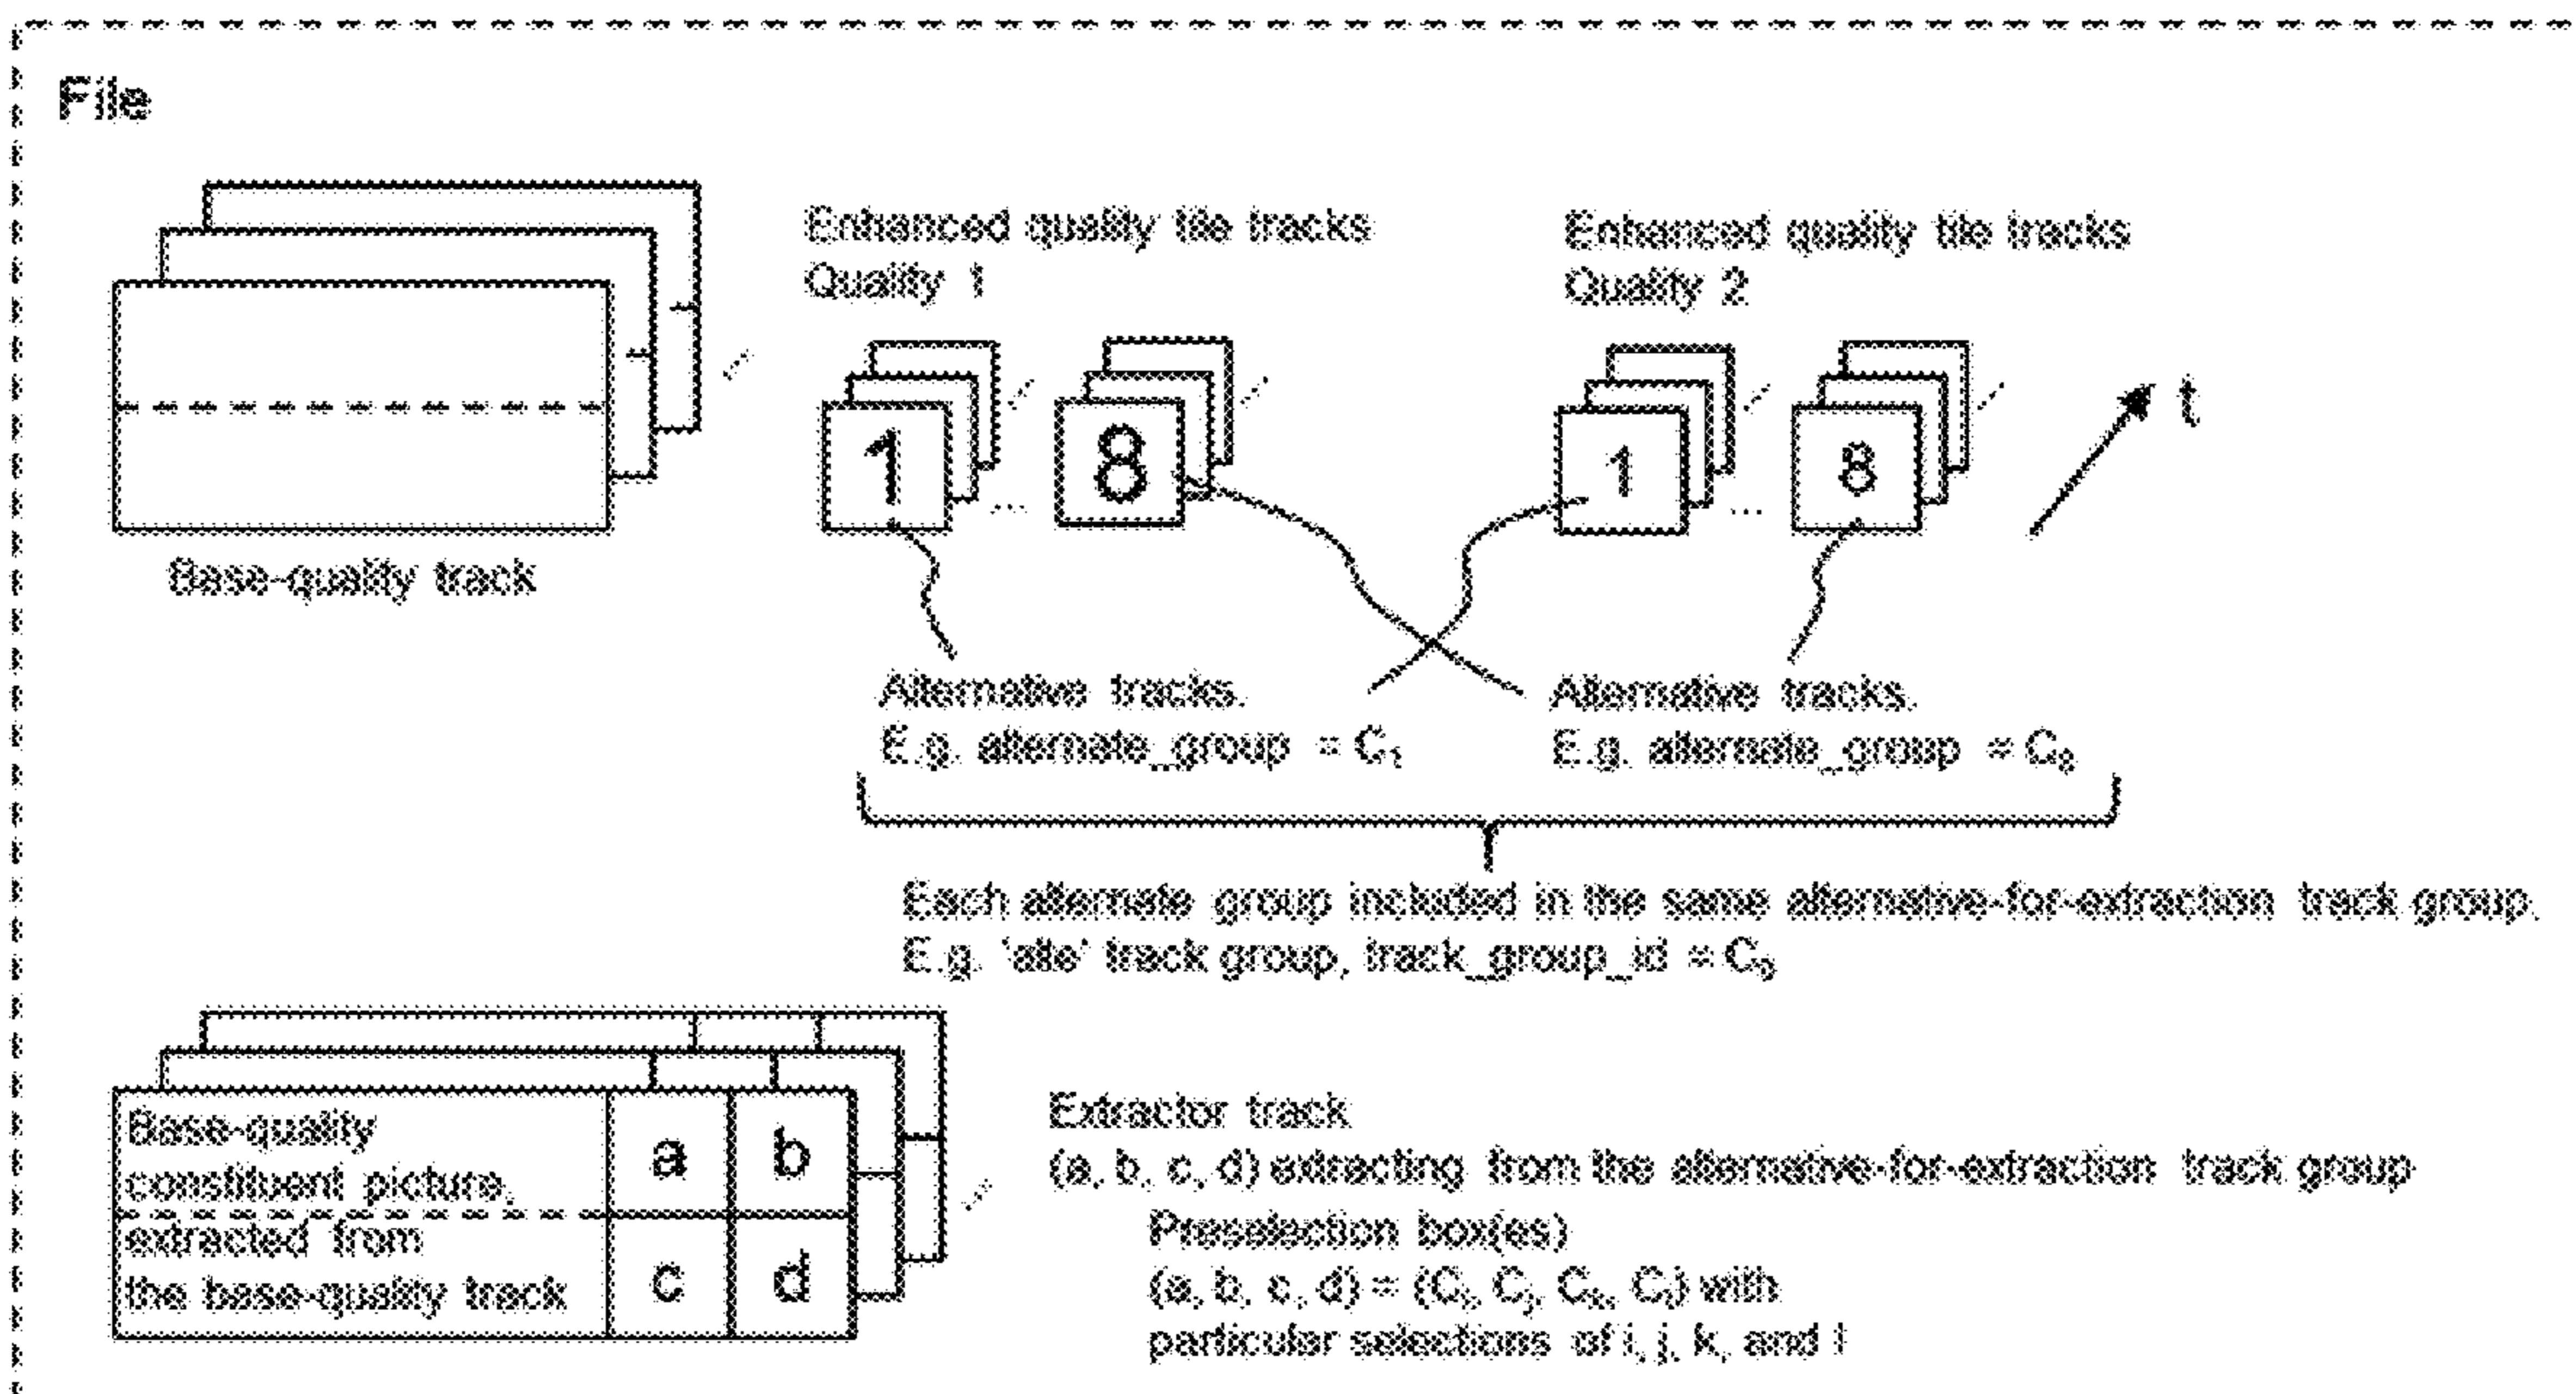 File
Enhanced quality tile tracks
Quality 1
Enhanced quality tile tracks
Quality 2
1
...
8
1
...
8
t
Base-quality track
Alternative tracks.
E.g. alternate_group = C₁
Alternative tracks.
E.g. alternate_group = C₈
Each alternate group included in the same alternative-for-extraction track group.
E.g. 'alte' track group, track_group_id =
Base-quality
constituent picture,
extracted from
the base-quality track
a
b
c
d
Extractor track
(a, b, c, d) extracting from the alternative-for-extraction track group
Preselection box(es)
(a, b, c, d) = (Cᵢ, Cⱼ, Cₖ, Cₗ) with
particular selections of i, j, k, and l